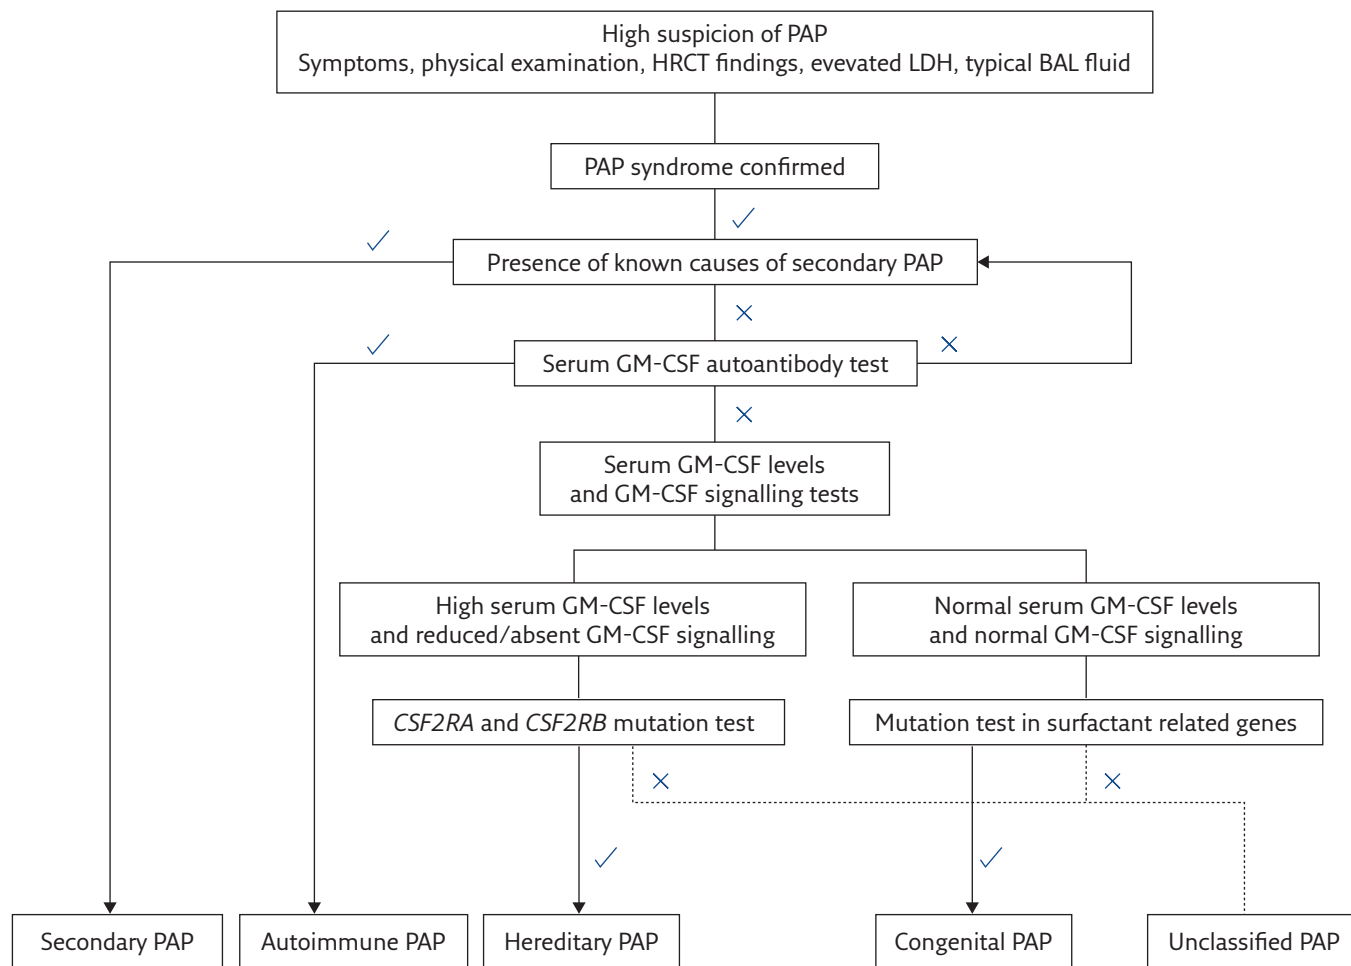 High suspicion of PAP
Symptoms, physical examination, HRCT findings, evevated LDH, typical BAL fluid
PAP syndrome confirmed
Presence of known causes of secondary PAP
Serum GM-CSF autoantibody test
Serum GM-CSF levels
and GM-CSF signalling tests
High serum GM-CSF levels
and reduced/absent GM-CSF signalling
Normal serum GM-CSF levels
and normal GM-CSF signalling
CSF2RA and CSF2RB mutation test
Mutation test in surfactant related genes
Secondary PAP
Autoimmune PAP
Hereditary PAP
Congenital PAP
Unclassified PAP